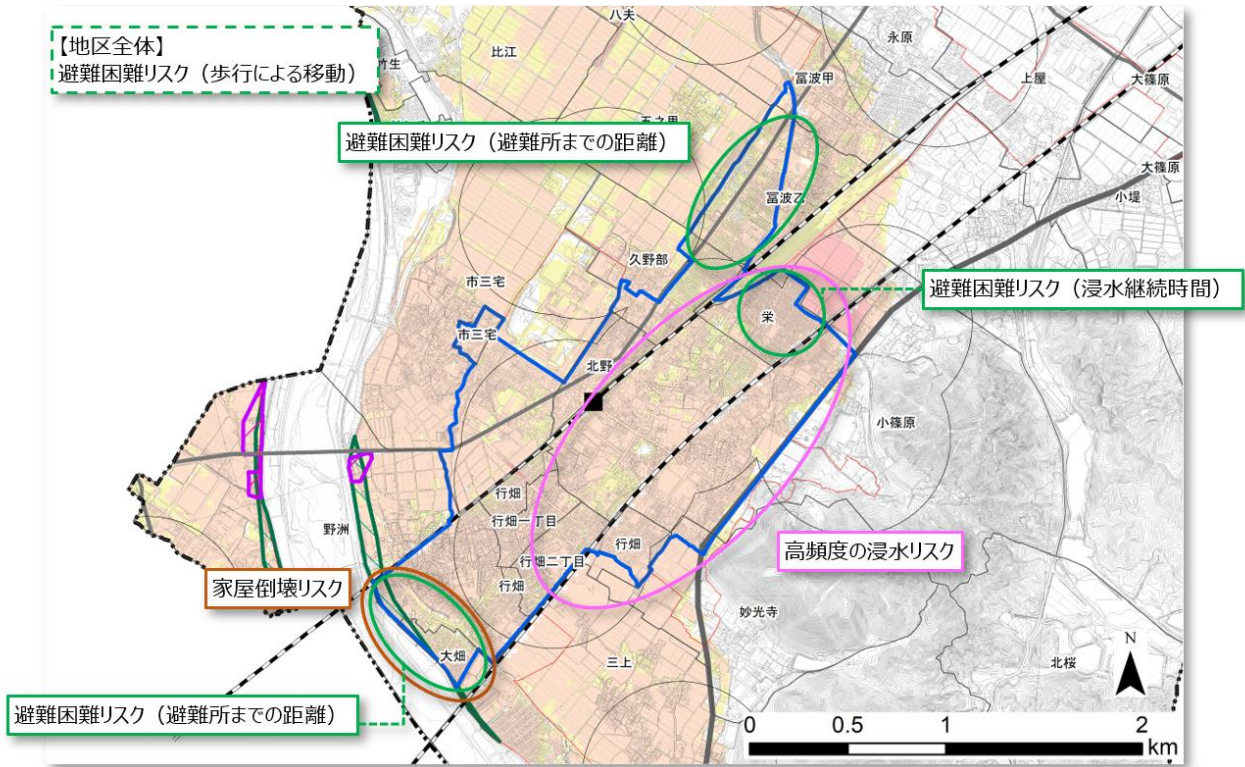 【地区全体】
避難困難リスク（歩行による移動）
竹生
八夫
比江
永原
上屋
大篠原
冨波甲
五之里
避難困難リスク（避難所までの距離）
大篠原
小堤
冨波乙
久野部
市三宅
避難困難リスク（浸水継続時間）
栄
市三宅
北野
小篠原
行畑
行畑一丁目
野洲
行畑
高頻度の浸水リスク
行畑二丁目
家屋倒壊リスク
行畑
妙光寺
大畑
三上
北桜
N
避難困難リスク（避難所までの距離）
0 0.5 1 2
km